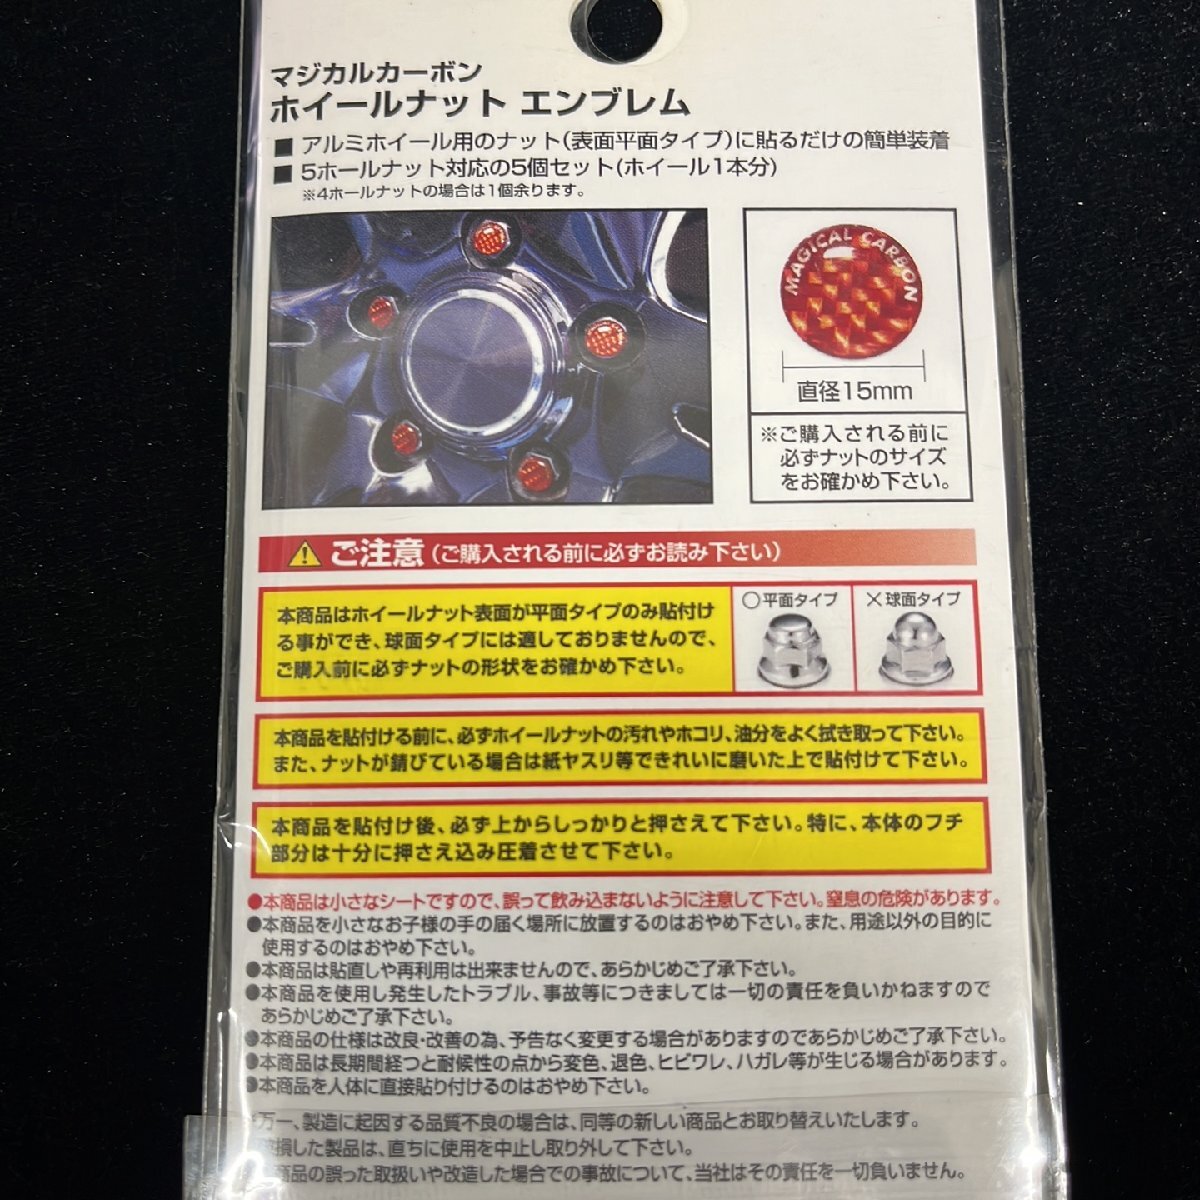 マジカルカーボン
ホイールナット エンブレム
■ アルミホイール用のナット(表面平面タイプ)に貼るだけの簡単装着
■ 5ホールナット対応の5個セット(ホイール1本分)
※4ホールナットの場合は1個余ります。
MAGICAL CARBON
直径15mm
※ご購入される前に
必ずナットのサイズ
をお確かめ下さい。
ご注意(ご購入される前に必ずお読み下さい)
本商品はホイールナット表面が平面タイプのみ貼付け
る事ができ、球面タイプには適しておりませんので、
ご購入前に必ずナットの形状をお確かめ下さい。
○平面タイプ
×球面タイプ
本商品を貼付ける前に、必ずホイールナットの汚れやホコリ、油分をよく拭き取って下さい。
また、ナットが錆びている場合は紙ヤスリ等できれいに磨いた上で貼付けて下さい。
本商品を貼付け後、必ず上からしっかりと押さえて下さい。特に、本体のフチ
部分は十分に押さえ込み圧着させて下さい。
●本商品は小さなシートですので、誤って飲み込まないように注意して下さい。窒息の危険があります。
●本商品を小さなお子様の手の届く場所に放置するのはおやめ下さい。また、用途以外の目的に
使用するのはおやめ下さい。
●本商品は貼直しや再利用は出来ませんので、あらかじめご了承下さい。
●本商品を使用し発生したトラブル、事故等につきましては一切の責任を負いかねますので
あらかじめご了承下さい。
●本商品の仕様は改良・改善の為、予告なく変更する場合がありますのであらかじめご了承下さい。
●本商品は長期間経つと耐候性の点から変色、退色、ヒビワレ、ハガレ等が生じる場合があります。
●本商品を人体に直接貼り付けるのはおやめ下さい。
万一、製造に起因する品質不良の場合は、同等の新しい商品とお取り替えいたします。
損した製品は、直ちに使用を中止し取り外して下さい。
商品の誤った取扱いや改造した場合での事故について、当社はその責任を一切負いません。